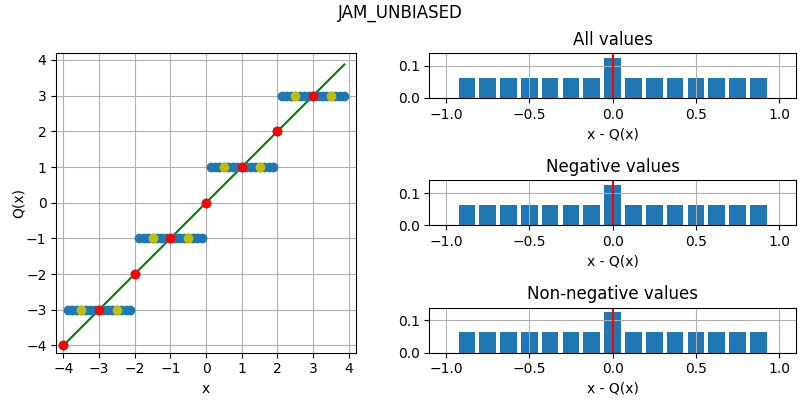 JAM_UNBIASED
4
3
2
1
0
−1
−2
−3
−4
Q(x)
−4 −3 −2 −1 0 1 2 3 4
x
All values
0.1
0.0
−1.0 −0.5 0.0 0.5 1.0
x - Q(x)
Negative values
0.1
0.0
−1.0 −0.5 0.0 0.5 1.0
x - Q(x)
Non-negative values
0.1
0.0
−1.0 −0.5 0.0 0.5 1.0
x - Q(x)